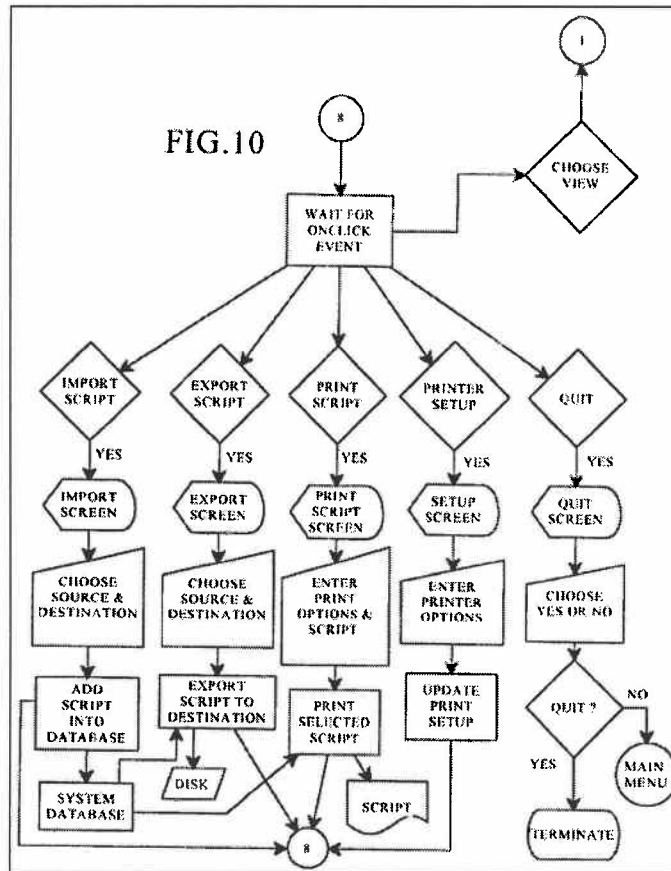 1
8
FIG.10
CHOOSE
VIEW
WAIT FOR
ONCLICK
EVENT
IMPORT
SCRIPT
EXPORT
SCRIPT
PRINT
SCRIPT
PRINTER
SETUP
QUIT
YES
YES
YES
YES
YES
IMPORT
SCREEN
EXPORT
SCREEN
PRINT
SCRIPT
SCREEN
SETUP
SCREEN
QUIT
SCREEN
CHOOSE
SOURCE &
DESTINATION
CHOOSE
SOURCE &
DESTINATION
ENTER
PRINT
OPTIONS &
SCRIPT
ENTER
PRINTER
OPTIONS
CHOOSE
YES OR NO
ADD
SCRIPT
INTO
DATABASE
EXPORT
SCRIPT TO
DESTINATION
PRINT
SELECTED
SCRIPT
UPDATE
PRINT
SETUP
QUIT ?
NO
YES
MAIN
MENU
SYSTEM
DATABASE
DISK
SCRIPT
8
TERMINATE